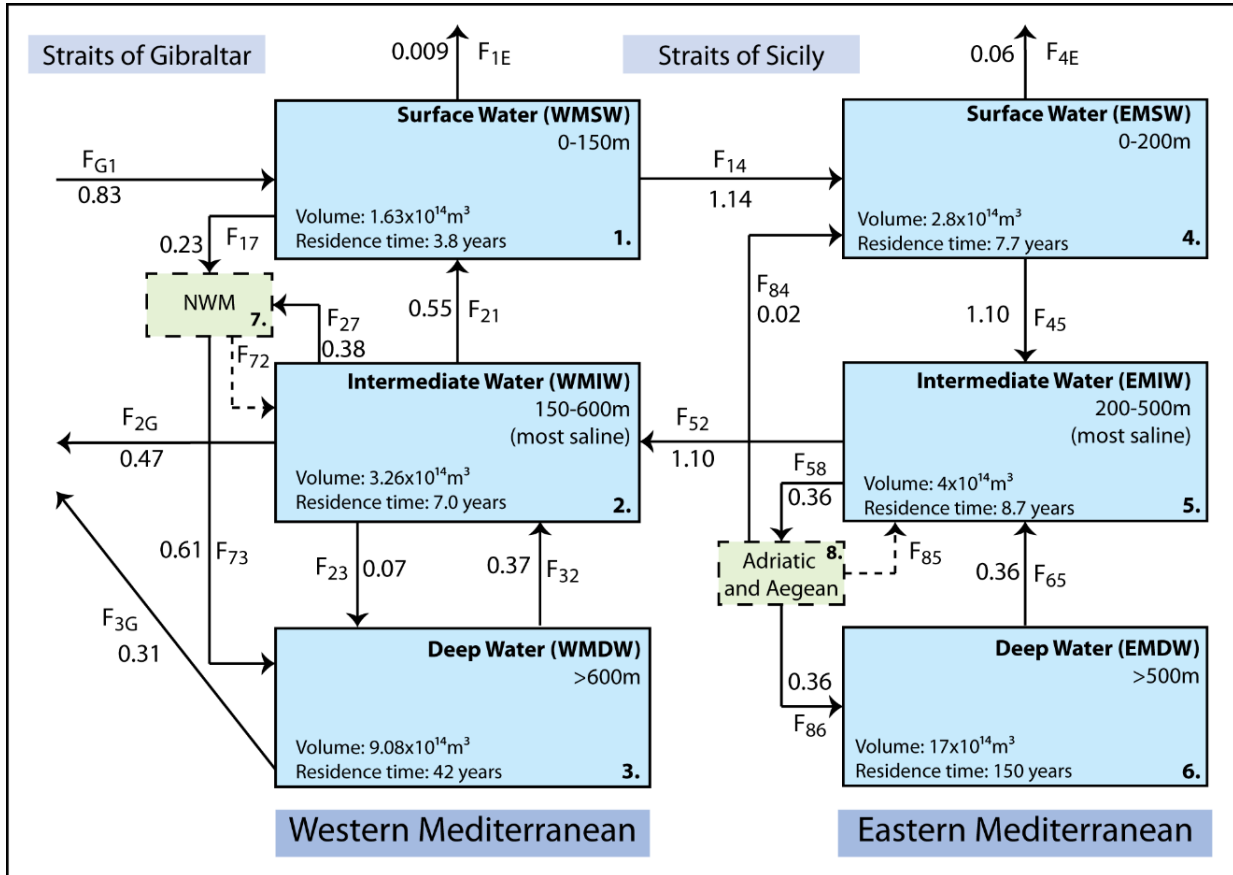 Straits of Gibraltar
0.009
F1E
Straits of Sicily
0.06
F4E
Surface Water (WMSW)
0-150m
Volume: 1.63x10¹⁴m³
Residence time: 3.8 years
1.
FG1
0.83
F14
1.14
Surface Water (EMSW)
0-200m
Volume: 2.8x10¹⁴m³
Residence time: 7.7 years
4.
0.23
F17
NWM
7.
F27
0.38
F72
0.55
F21
F84
0.02
1.10
F45
Intermediate Water (WMIW)
150-600m
(most saline)
Volume: 3.26x10¹⁴m³
Residence time: 7.0 years
2.
F2G
0.47
F52
1.10
Intermediate Water (EMIW)
200-500m
(most saline)
Volume: 4x10¹⁴m³
Residence time: 8.7 years
5.
F58
0.36
Adriatic
and Aegean
8.
F85
0.61
F73
F23
0.07
0.37
F32
0.36
F65
F3G
0.31
Deep Water (WMDW)
>600m
Volume: 9.08x10¹⁴m³
Residence time: 42 years
3.
0.36
F86
Deep Water (EMDW)
>500m
Volume: 17x10¹⁴m³
Residence time: 150 years
6.
Western Mediterranean
Eastern Mediterranean